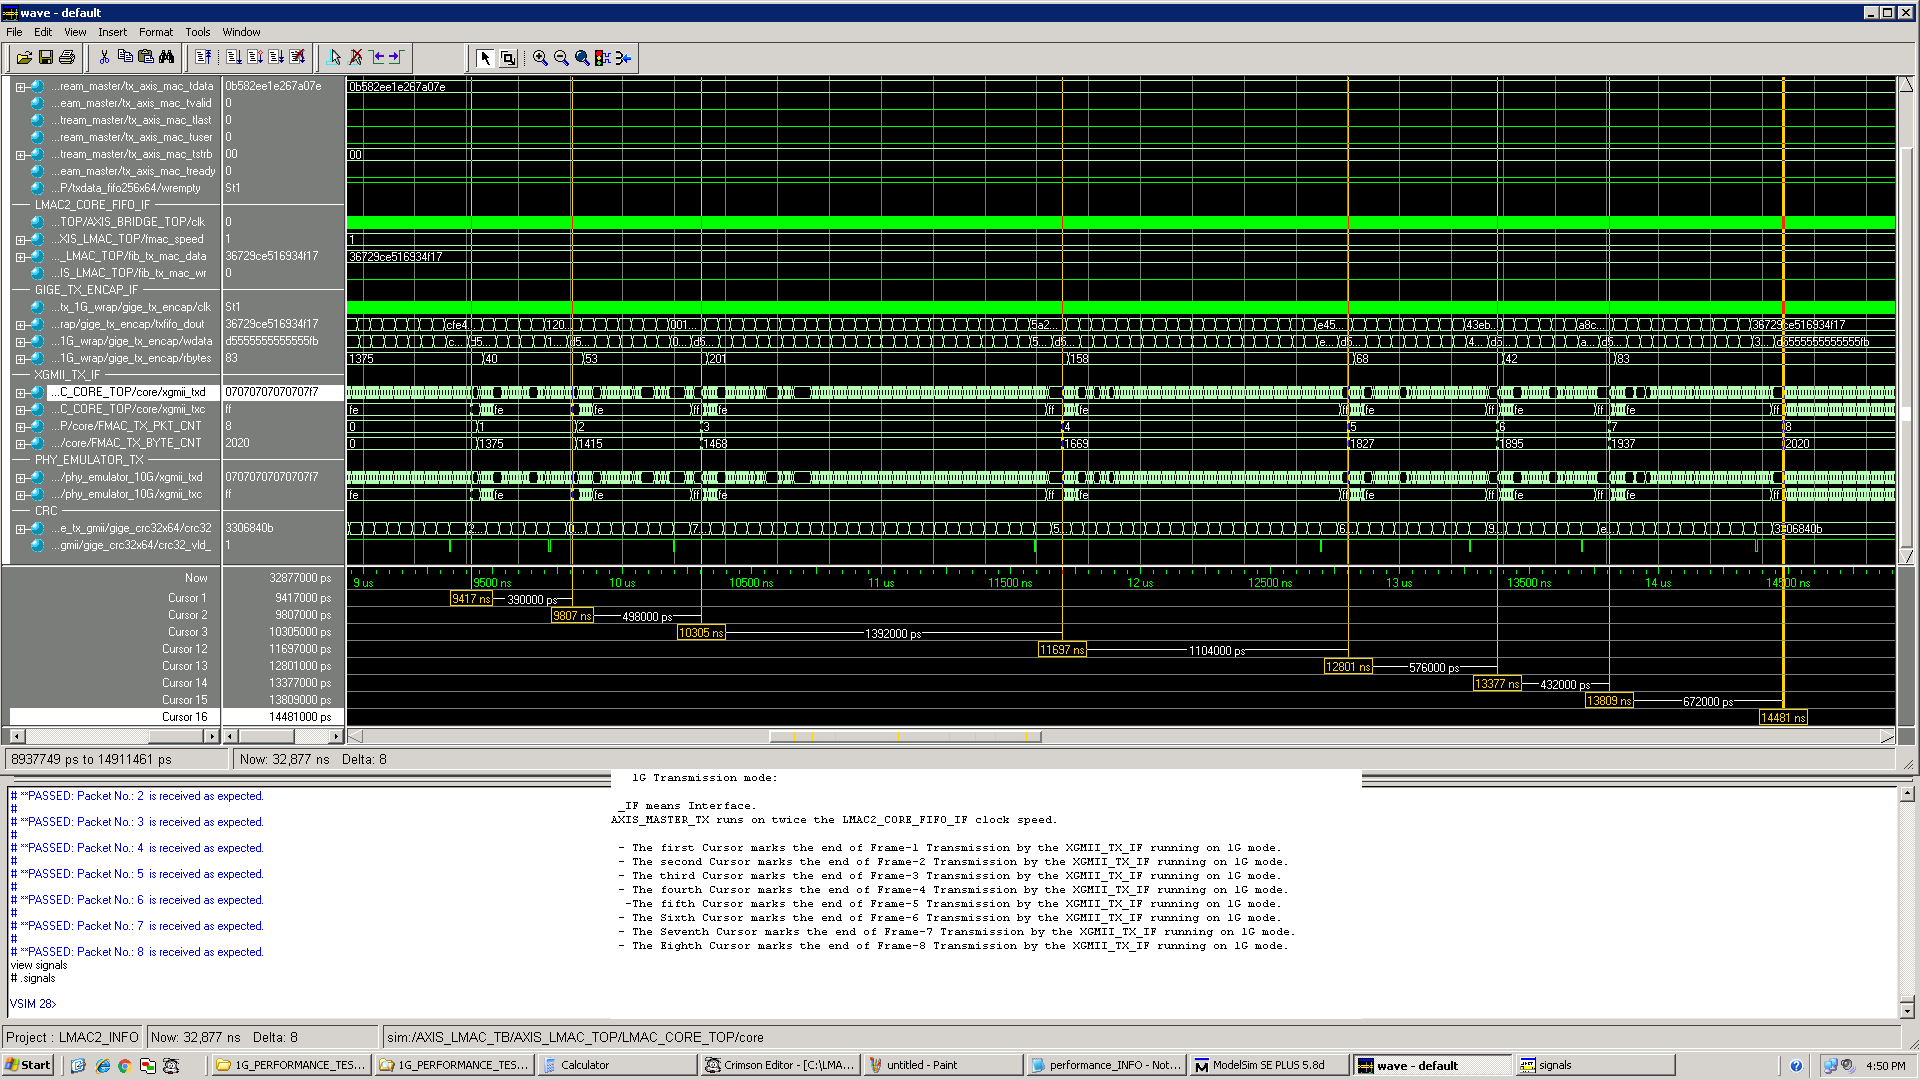 wave - default
File Edit View Insert Format Tools Window
...ream_master/tx_axis_mac_tdata 0b582ee1e267a07e 0b582ee1e267a07e
...eam_master/tx_axis_mac_tvalid 0
...tream_master/tx_axis_mac_tlast 0
...ream_master/tx_axis_mac_tuser 0
...tream_master/tx_axis_mac_tstrb 00 00
...eam_master/tx_axis_mac_tready 0
...P/txdata_fifo256x64/wrempty St1
LMAC2_CORE_FIFO_IF
...TOP/AXIS_BRIDGE_TOP/clk 0
...XIS_LMAC_TOP/fmac_speed 1 1
..._LMAC_TOP/fib_tx_mac_data 36729ce516934f17 36729ce516934f17
...IS_LMAC_TOP/fib_tx_mac_wr 0
GIGE_TX_ENCAP_IF
...tx_1G_wrap/gige_tx_encap/clk St1
...rap/gige_tx_encap/txfifo_dout 36729ce516934f17 cfe4... 120... 001... 5a2... e45... 43eb... a8c... 36729ce516934f17
...1G_wrap/gige_tx_encap/wdata d5555555555555fb c... d5... 1... d5... 0... d5... 5... d5... e... d5... 4... d5... a... d5... 3... d5555555555555fb
...1G_wrap/gige_tx_encap/rbytes 83 1375 40 53 201 158 68 42 83
XGMII_TX_IF
...C_CORE_TOP/core/xgmii_txd 07070707070707f7
...C_CORE_TOP/core/xgmii_txc ff fe fe fe ff fe ff fe ff fe ff fe ff fe ff
...P/core/FMAC_TX_PKT_CNT 8 0 1 2 3 4 5 6 7 8
.../core/FMAC_TX_BYTE_CNT 2020 0 1375 1415 1468 1669 1827 1895 1937 2020
PHY_EMULATOR_TX
.../phy_emulator_10G/xgmii_txd 07070707070707f7
.../phy_emulator_10G/xgmii_txc ff fe fe fe ff fe ff fe ff fe ff fe ff fe ff
CRC
...e_tx_gmii/gige_crc32x64/crc32 3306840b 2... 0... 7... 5... 6... 9... e... 3306840b
...gmii/gige_crc32x64/crc32_vld_ 1
Now 32877000 ps 9 us 9500 ns 10 us 10500 ns 11 us 11500 ns 12 us 12500 ns 13 us 13500 ns 14 us 14500 ns
Cursor 1 9417000 ps 9417 ns 390000 ps
Cursor 2 9807000 ps 9807 ns 498000 ps
Cursor 3 10305000 ps 10305 ns 1392000 ps
Cursor 12 11697000 ps 11697 ns 1104000 ps
Cursor 13 12801000 ps 12801 ns 576000 ps
Cursor 14 13377000 ps 13377 ns 432000 ps
Cursor 15 13809000 ps 13809 ns 672000 ps
Cursor 16 14481000 ps 14481 ns
8937749 ps to 14911461 ps Now: 32,877 ns Delta: 8
# **PASSED: Packet No.: 2 is received as expected.
#
# **PASSED: Packet No.: 3 is received as expected.
#
# **PASSED: Packet No.: 4 is received as expected.
#
# **PASSED: Packet No.: 5 is received as expected.
#
# **PASSED: Packet No.: 6 is received as expected.
#
# **PASSED: Packet No.: 7 is received as expected.
#
# **PASSED: Packet No.: 8 is received as expected.
view signals
# .signals
VSIM 28>
1G Transmission mode:
_IF means Interface.
AXIS_MASTER_TX runs on twice the LMAC2_CORE_FIFO_IF clock speed.
- The first Cursor marks the end of Frame-1 Transmission by the XGMII_TX_IF running on 1G mode.
- The second Cursor marks the end of Frame-2 Transmission by the XGMII_TX_IF running on 1G mode.
- The third Cursor marks the end of Frame-3 Transmission by the XGMII_TX_IF running on 1G mode.
- The fourth Cursor marks the end of Frame-4 Transmission by the XGMII_TX_IF running on 1G mode.
-The fifth Cursor marks the end of Frame-5 Transmission by the XGMII_TX_IF running on 1G mode.
- The Sixth Cursor marks the end of Frame-6 Transmission by the XGMII_TX_IF running on 1G mode.
- The Seventh Cursor marks the end of Frame-7 Transmission by the XGMII_TX_IF running on 1G mode.
- The Eighth Cursor marks the end of Frame-8 Transmission by the XGMII_TX_IF running on 1G mode.
Project : LMAC2_INFO Now: 32,877 ns Delta: 8 sim:/AXIS_LMAC_TB/AXIS_LMAC_TOP/LMAC_CORE_TOP/core
Start 1G_PERFORMANCE_TES... 1G_PERFORMANCE_TES... Calculator Crimson Editor - [C:\LMA... untitled - Paint performance_INFO - Not... ModelSim SE PLUS 5.8d wave - default signals 4:50 PM